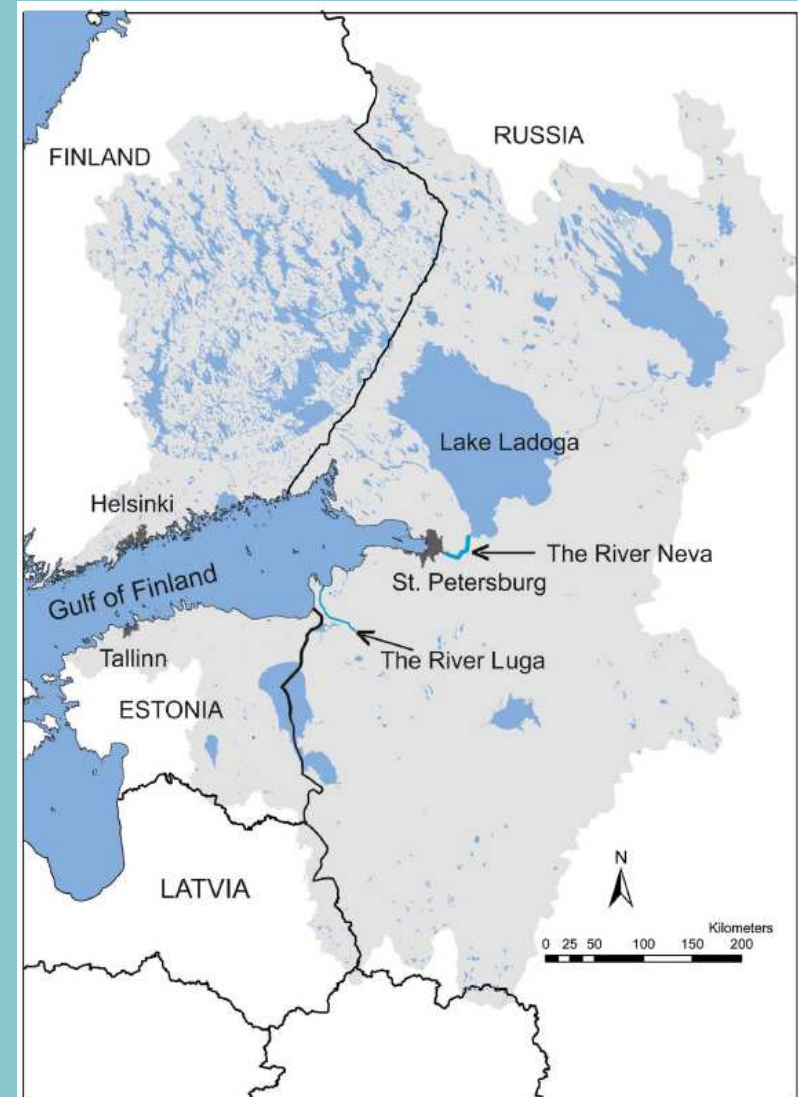 RUSSIA
FINLAND
Lake Ladoga
Helsinki
The River Neva
St. Petersburg
Gulf of Finland
Tallinn
The River Luga
ESTONIA
LATVIA
N
Kilometers
0 25 50 100 150 200